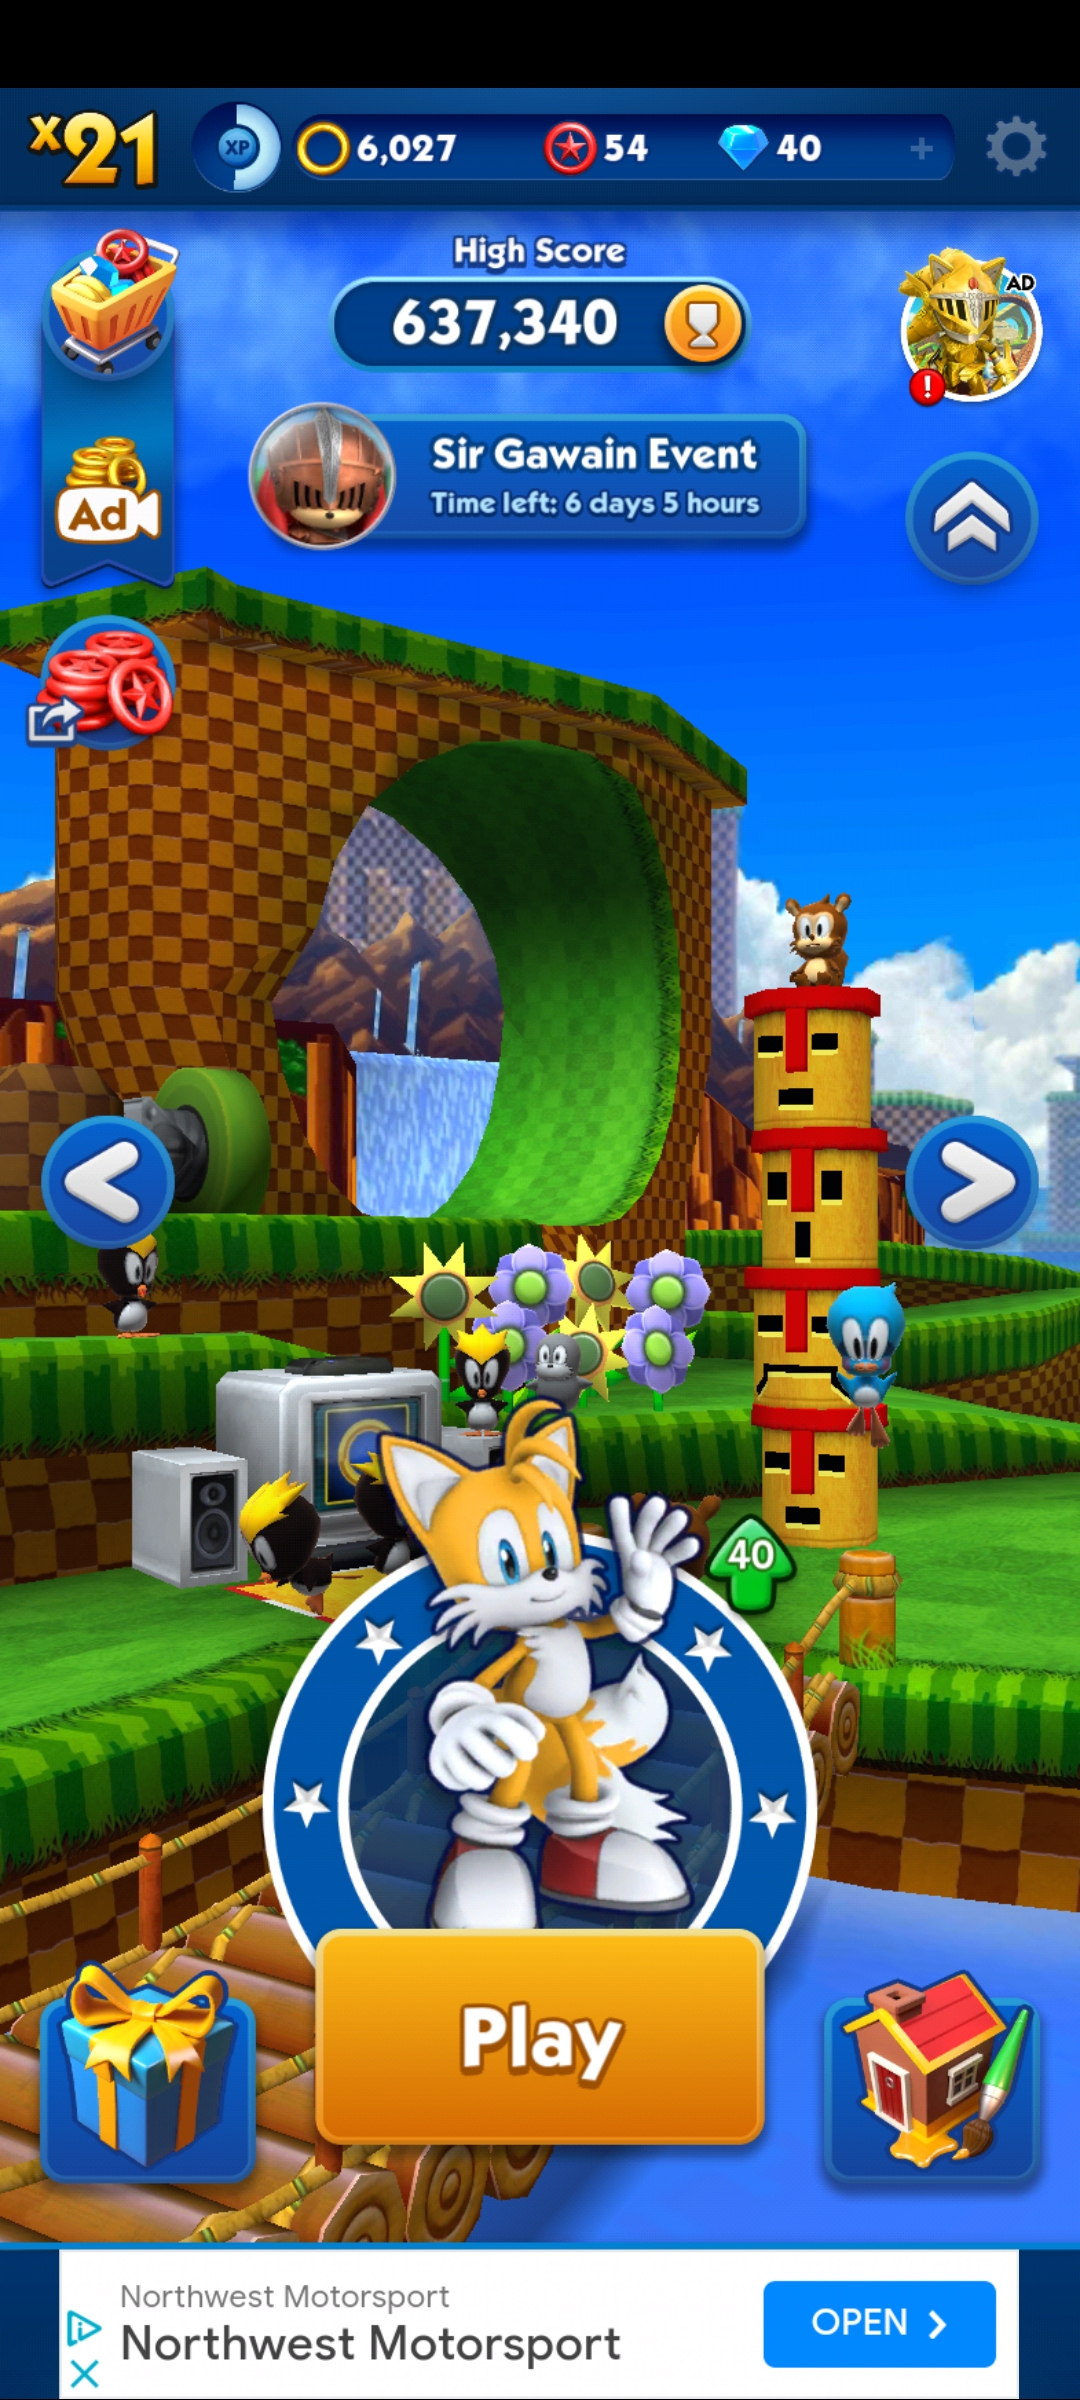 x21
XP
6,027
54
40
High Score
637,340
AD
!
Sir Gawain Event
Time left: 6 days 5 hours
Ad
40
Play
Northwest Motorsport
Northwest Motorsport
OPEN